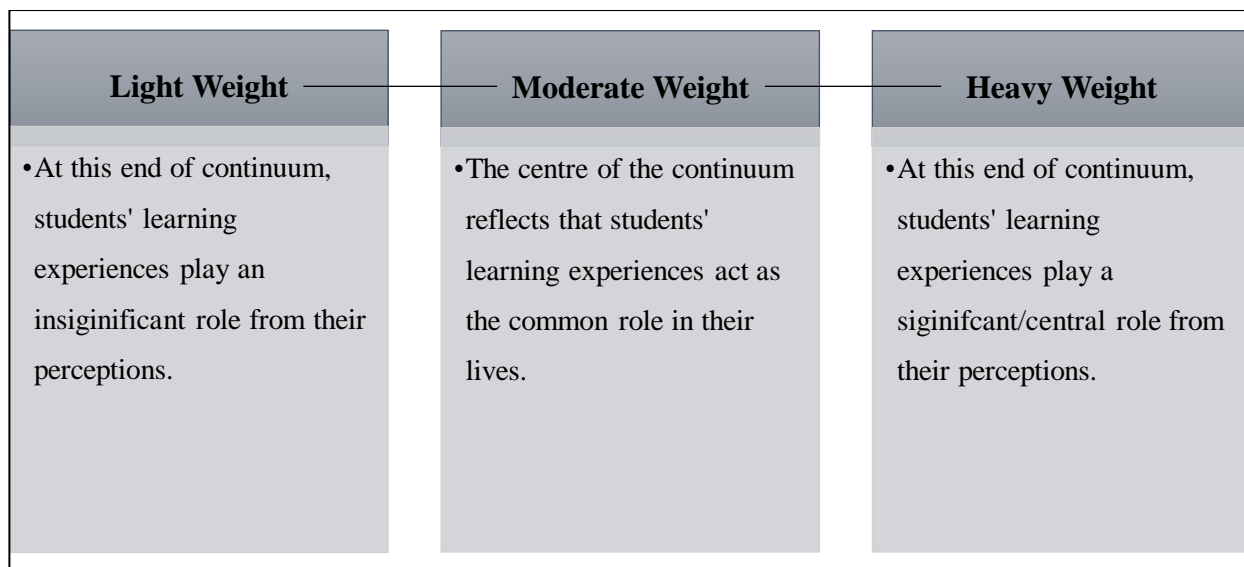 Light Weight
•At this end of continuum,
students' learning
experiences play an
insiginificant role from their
perceptions.
Moderate Weight
•The centre of the continuum
reflects that students'
learning experiences act as
the common role in their
lives.
Heavy Weight
•At this end of continuum,
students' learning
experiences play a
siginifcant/central role from
their perceptions.